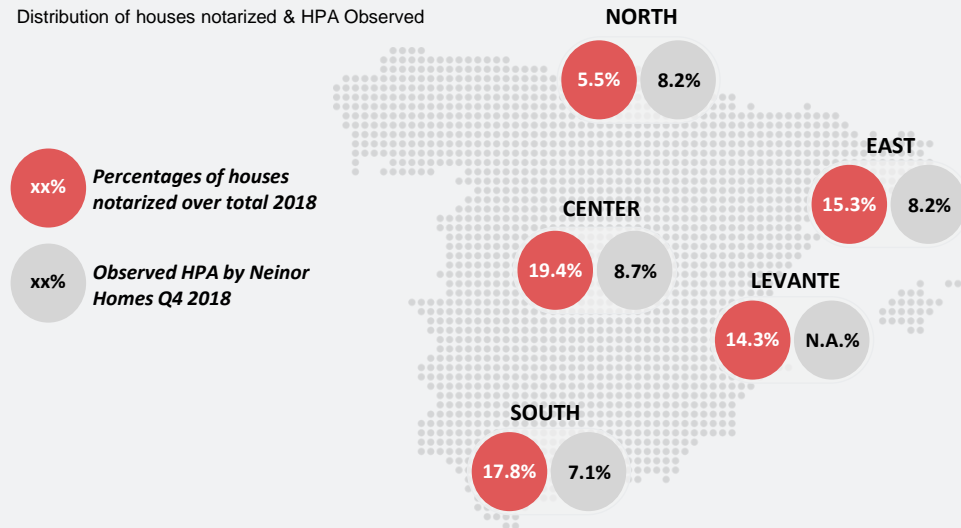 Distribution of houses notarized & HPA Observed
NORTH
5.5%
8.2%
EAST
15.3%
8.2%
xx%
Percentages of houses
notarized over total 2018
CENTER
19.4%
8.7%
xx%
Observed HPA by Neinor
Homes Q4 2018
LEVANTE
14.3%
N.A.%
SOUTH
17.8%
7.1%